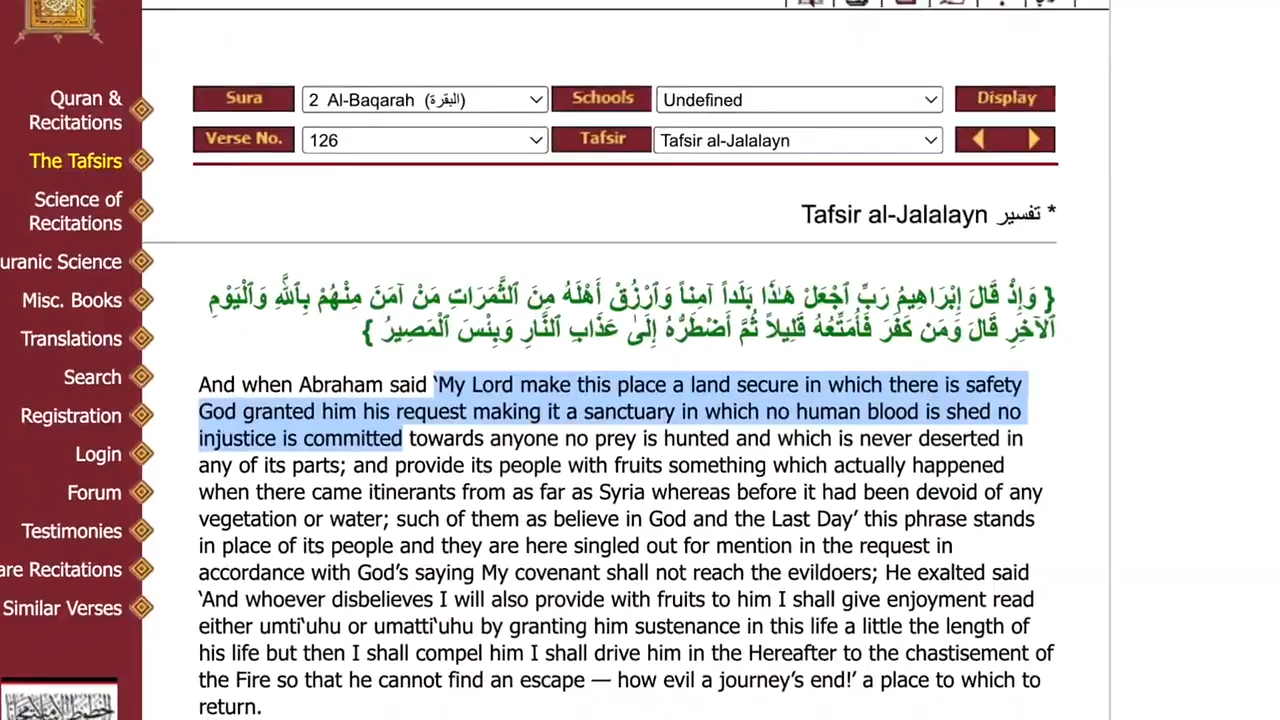 Quran &
Recitations
The Tafsirs
Science of
Recitations
uranic Science
Misc. Books
Translations
Search
Registration
Login
Forum
Testimonies
are Recitations
Similar Verses
Sura
2 Al-Baqarah (البقرة)
Schools
Undefined
Display
Verse No.
126
Tafsir
Tafsir al-Jalalayn
Tafsir al-Jalalayn تفسير *
{ وَإِذْ قَالَ إِبْرَاهِيمُ رَبِّ ٱجْعَلْ هَـٰذَا بَلَداً آمِناً وَٱرْزُقْ أَهْلَهُ مِنَ ٱلثَّمَرَاتِ مَنْ آمَنَ مِنْهُمْ بِٱللَّهِ وَٱلْيَوْمِ
ٱلآخِرِ قَالَ وَمَن كَفَرَ فَأُمَتِّعُهُ قَلِيلاً ثُمَّ أَضْطَرُّهُ إِلَىٰ عَذَابِ ٱلنَّارِ وَبِئْسَ ٱلْمَصِيرُ }
And when Abraham said ‘My Lord make this place a land secure in which there is safety
God granted him his request making it a sanctuary in which no human blood is shed no
injustice is committed towards anyone no prey is hunted and which is never deserted in
any of its parts; and provide its people with fruits something which actually happened
when there came itinerants from as far as Syria whereas before it had been devoid of any
vegetation or water; such of them as believe in God and the Last Day’ this phrase stands
in place of its people and they are here singled out for mention in the request in
accordance with God’s saying My covenant shall not reach the evildoers; He exalted said
‘And whoever disbelieves I will also provide with fruits to him I shall give enjoyment read
either umti‘uhu or umatti‘uhu by granting him sustenance in this life a little the length of
his life but then I shall compel him I shall drive him in the Hereafter to the chastisement of
the Fire so that he cannot find an escape — how evil a journey’s end!’ a place to which to
return.